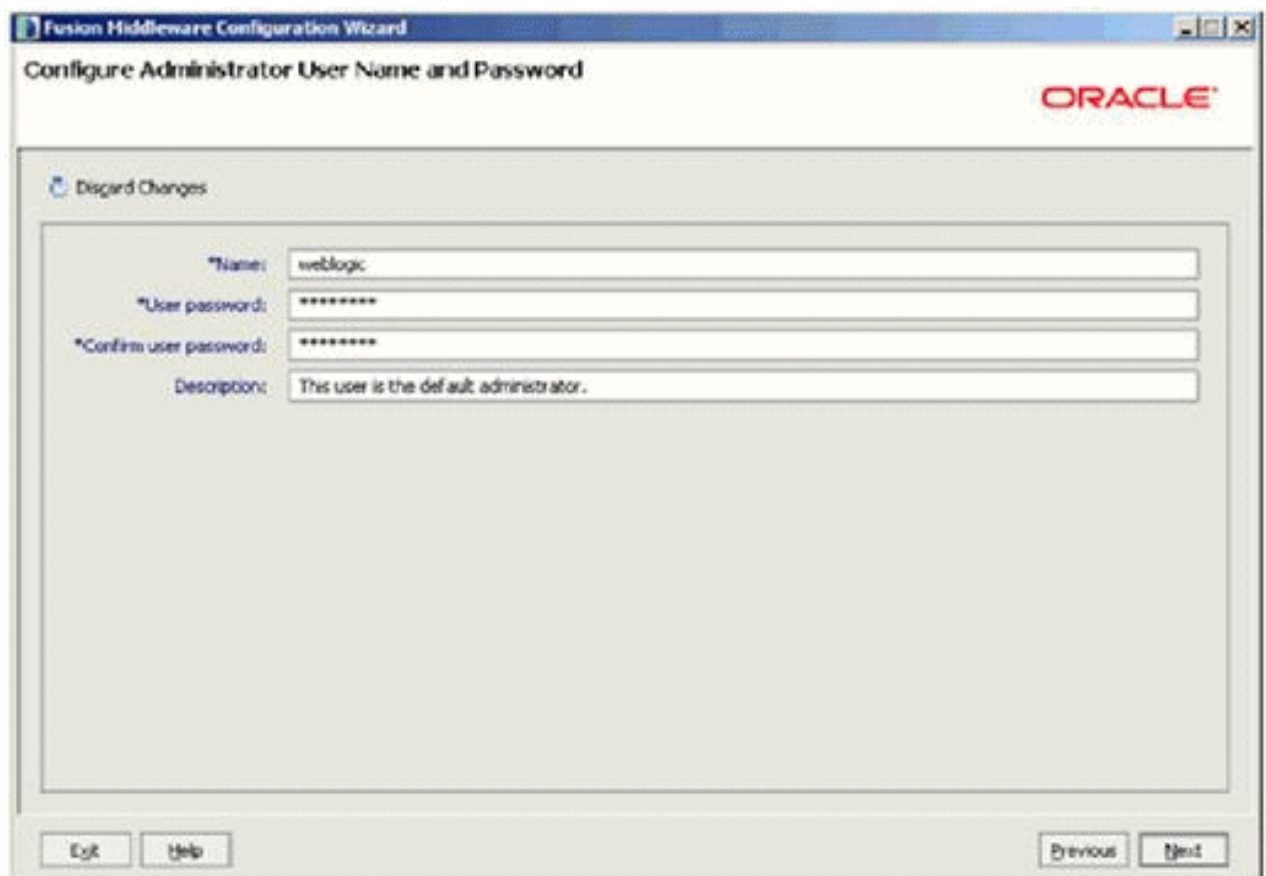 Fusion Middleware Configuration Wizard
Configure Administrator User Name and Password
ORACLE
Discard Changes
*Name: weblogic
*User password: ********
*Confirm user password: ********
Description: This user is the default administrator.
Exit Help Previous Next